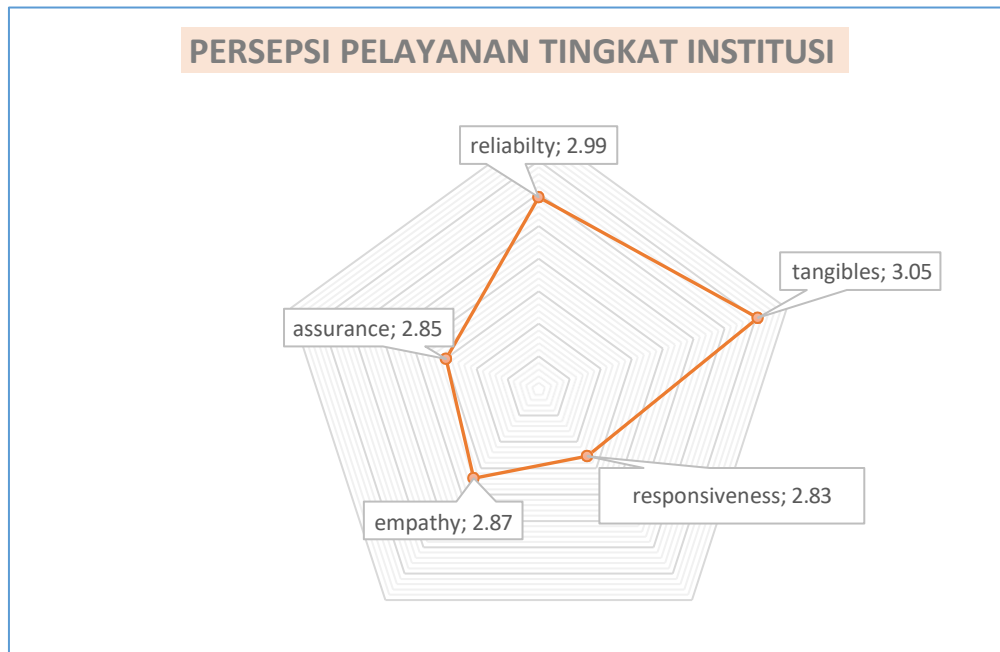 PERSEPSI PELAYANAN TINGKAT INSTITUSI
reliabilty; 2.99
tangibles; 3.05
assurance; 2.85
responsiveness; 2.83
empathy; 2.87